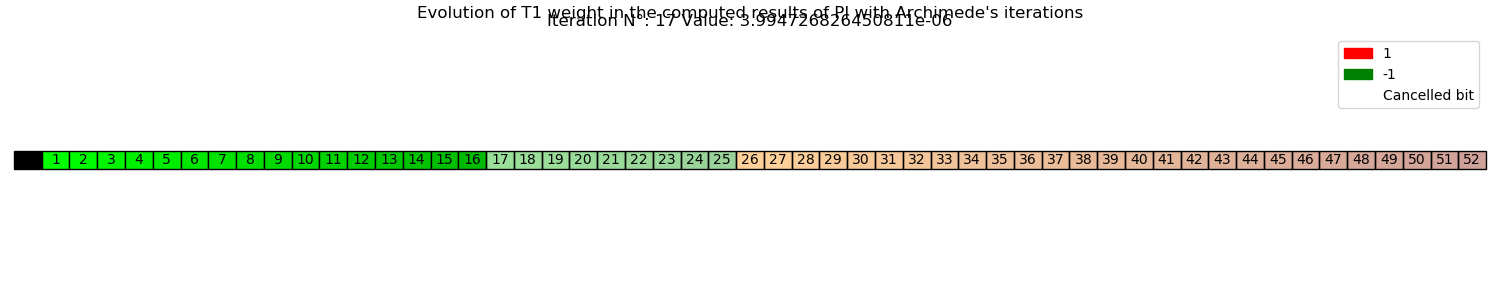 Evolution of T1 weight in the computed results of PI with Archimede's iterations
Iteration N°: 17 Value: 3.994726826450811e-06
1
-1
Cancelled bit
1 2 3 4 5 6 7 8 9 10 11 12 13 14 15 16 17 18 19 20 21 22 23 24 25 26 27 28 29 30 31 32 33 34 35 36 37 38 39 40 41 42 43 44 45 46 47 48 49 50 51 52